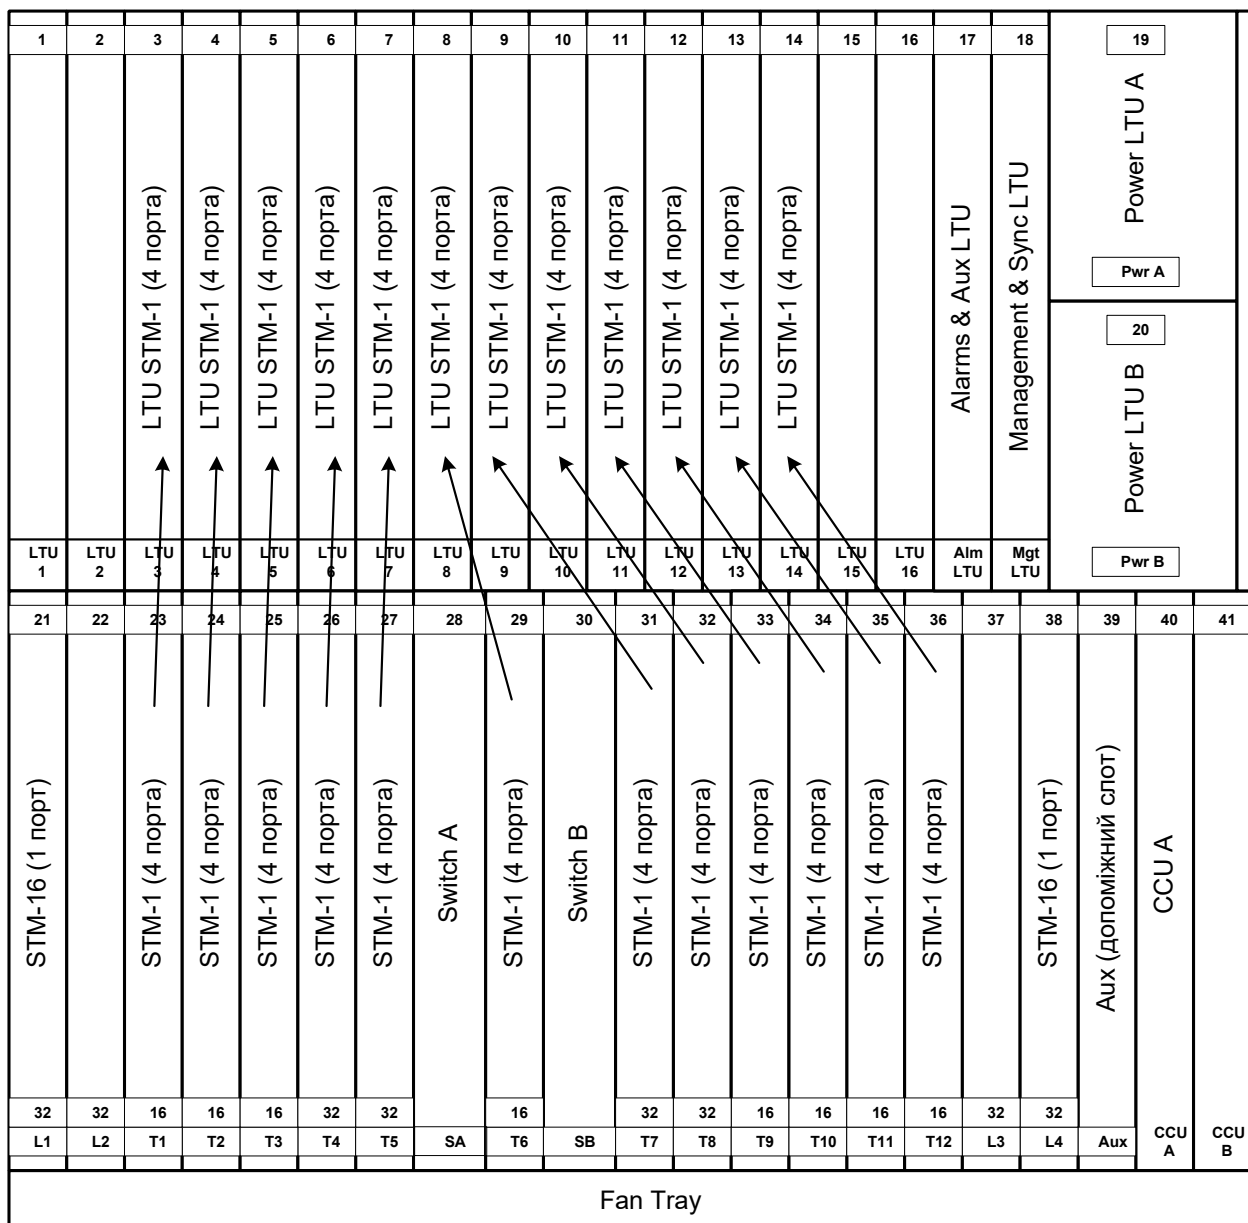 1 2 3 4 5 6 7 8 9 10 11 12 13 14 15 16 17 18 19
LTU STM-1 (4 порта)
LTU STM-1 (4 порта)
LTU STM-1 (4 порта)
LTU STM-1 (4 порта)
LTU STM-1 (4 порта)
LTU STM-1 (4 порта)
LTU STM-1 (4 порта)
LTU STM-1 (4 порта)
LTU STM-1 (4 порта)
LTU STM-1 (4 порта)
LTU STM-1 (4 порта)
LTU STM-1 (4 порта)
Alarms & Aux LTU
Management & Sync LTU
Power LTU A
Pwr A
20
Power LTU B
Pwr B
LTU LTU LTU LTU LTU LTU LTU LTU LTU LTU LTU LTU LTU LTU LTU LTU Alm Mgt
1 2 3 4 5 6 7 8 9 10 11 12 13 14 15 16 LTU LTU
21 22 23 24 25 26 27 28 29 30 31 32 33 34 35 36 37 38 39 40 41
STM-16 (1 порт)
STM-1 (4 порта)
STM-1 (4 порта)
STM-1 (4 порта)
STM-1 (4 порта)
STM-1 (4 порта)
Switch A
STM-1 (4 порта)
Switch B
STM-1 (4 порта)
STM-1 (4 порта)
STM-1 (4 порта)
STM-1 (4 порта)
STM-1 (4 порта)
STM-1 (4 порта)
STM-16 (1 порт)
Aux (допоміжний слот)
CCU A
32 32 16 16 16 32 32 16 32 32 16 16 16 16 32 32
L1 L2 T1 T2 T3 T4 T5 SA T6 SB T7 T8 T9 T10 T11 T12 L3 L4 Aux CCU CCU
A B
Fan Tray